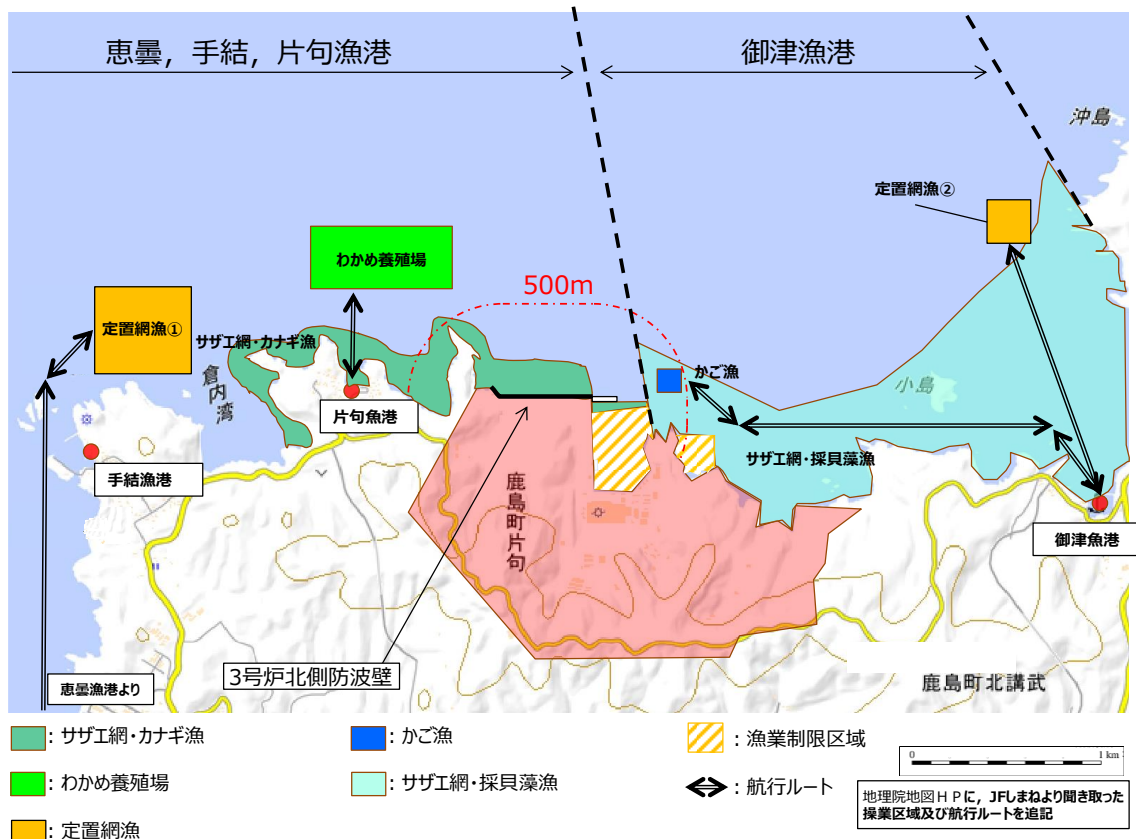 恵曇，手結，片句漁港
御津漁港
沖島
定置網漁②
わかめ養殖場
500m
定置網漁①
サザエ網・カナギ漁
かご漁
小島
倉内湾
片句漁港
サザエ網・採貝藻漁
手結漁港
鹿島町片句
御津漁港
3号炉北側防波壁
恵曇漁港より
鹿島町北講武
：サザエ網・カナギ漁
：かご漁
：漁業制限区域
：わかめ養殖場
：サザエ網・採貝藻漁
：航行ルート
：定置網漁
0 1 km
地理院地図ＨＰに，JFしまねより聞き取った
操業区域及び航行ルートを追記